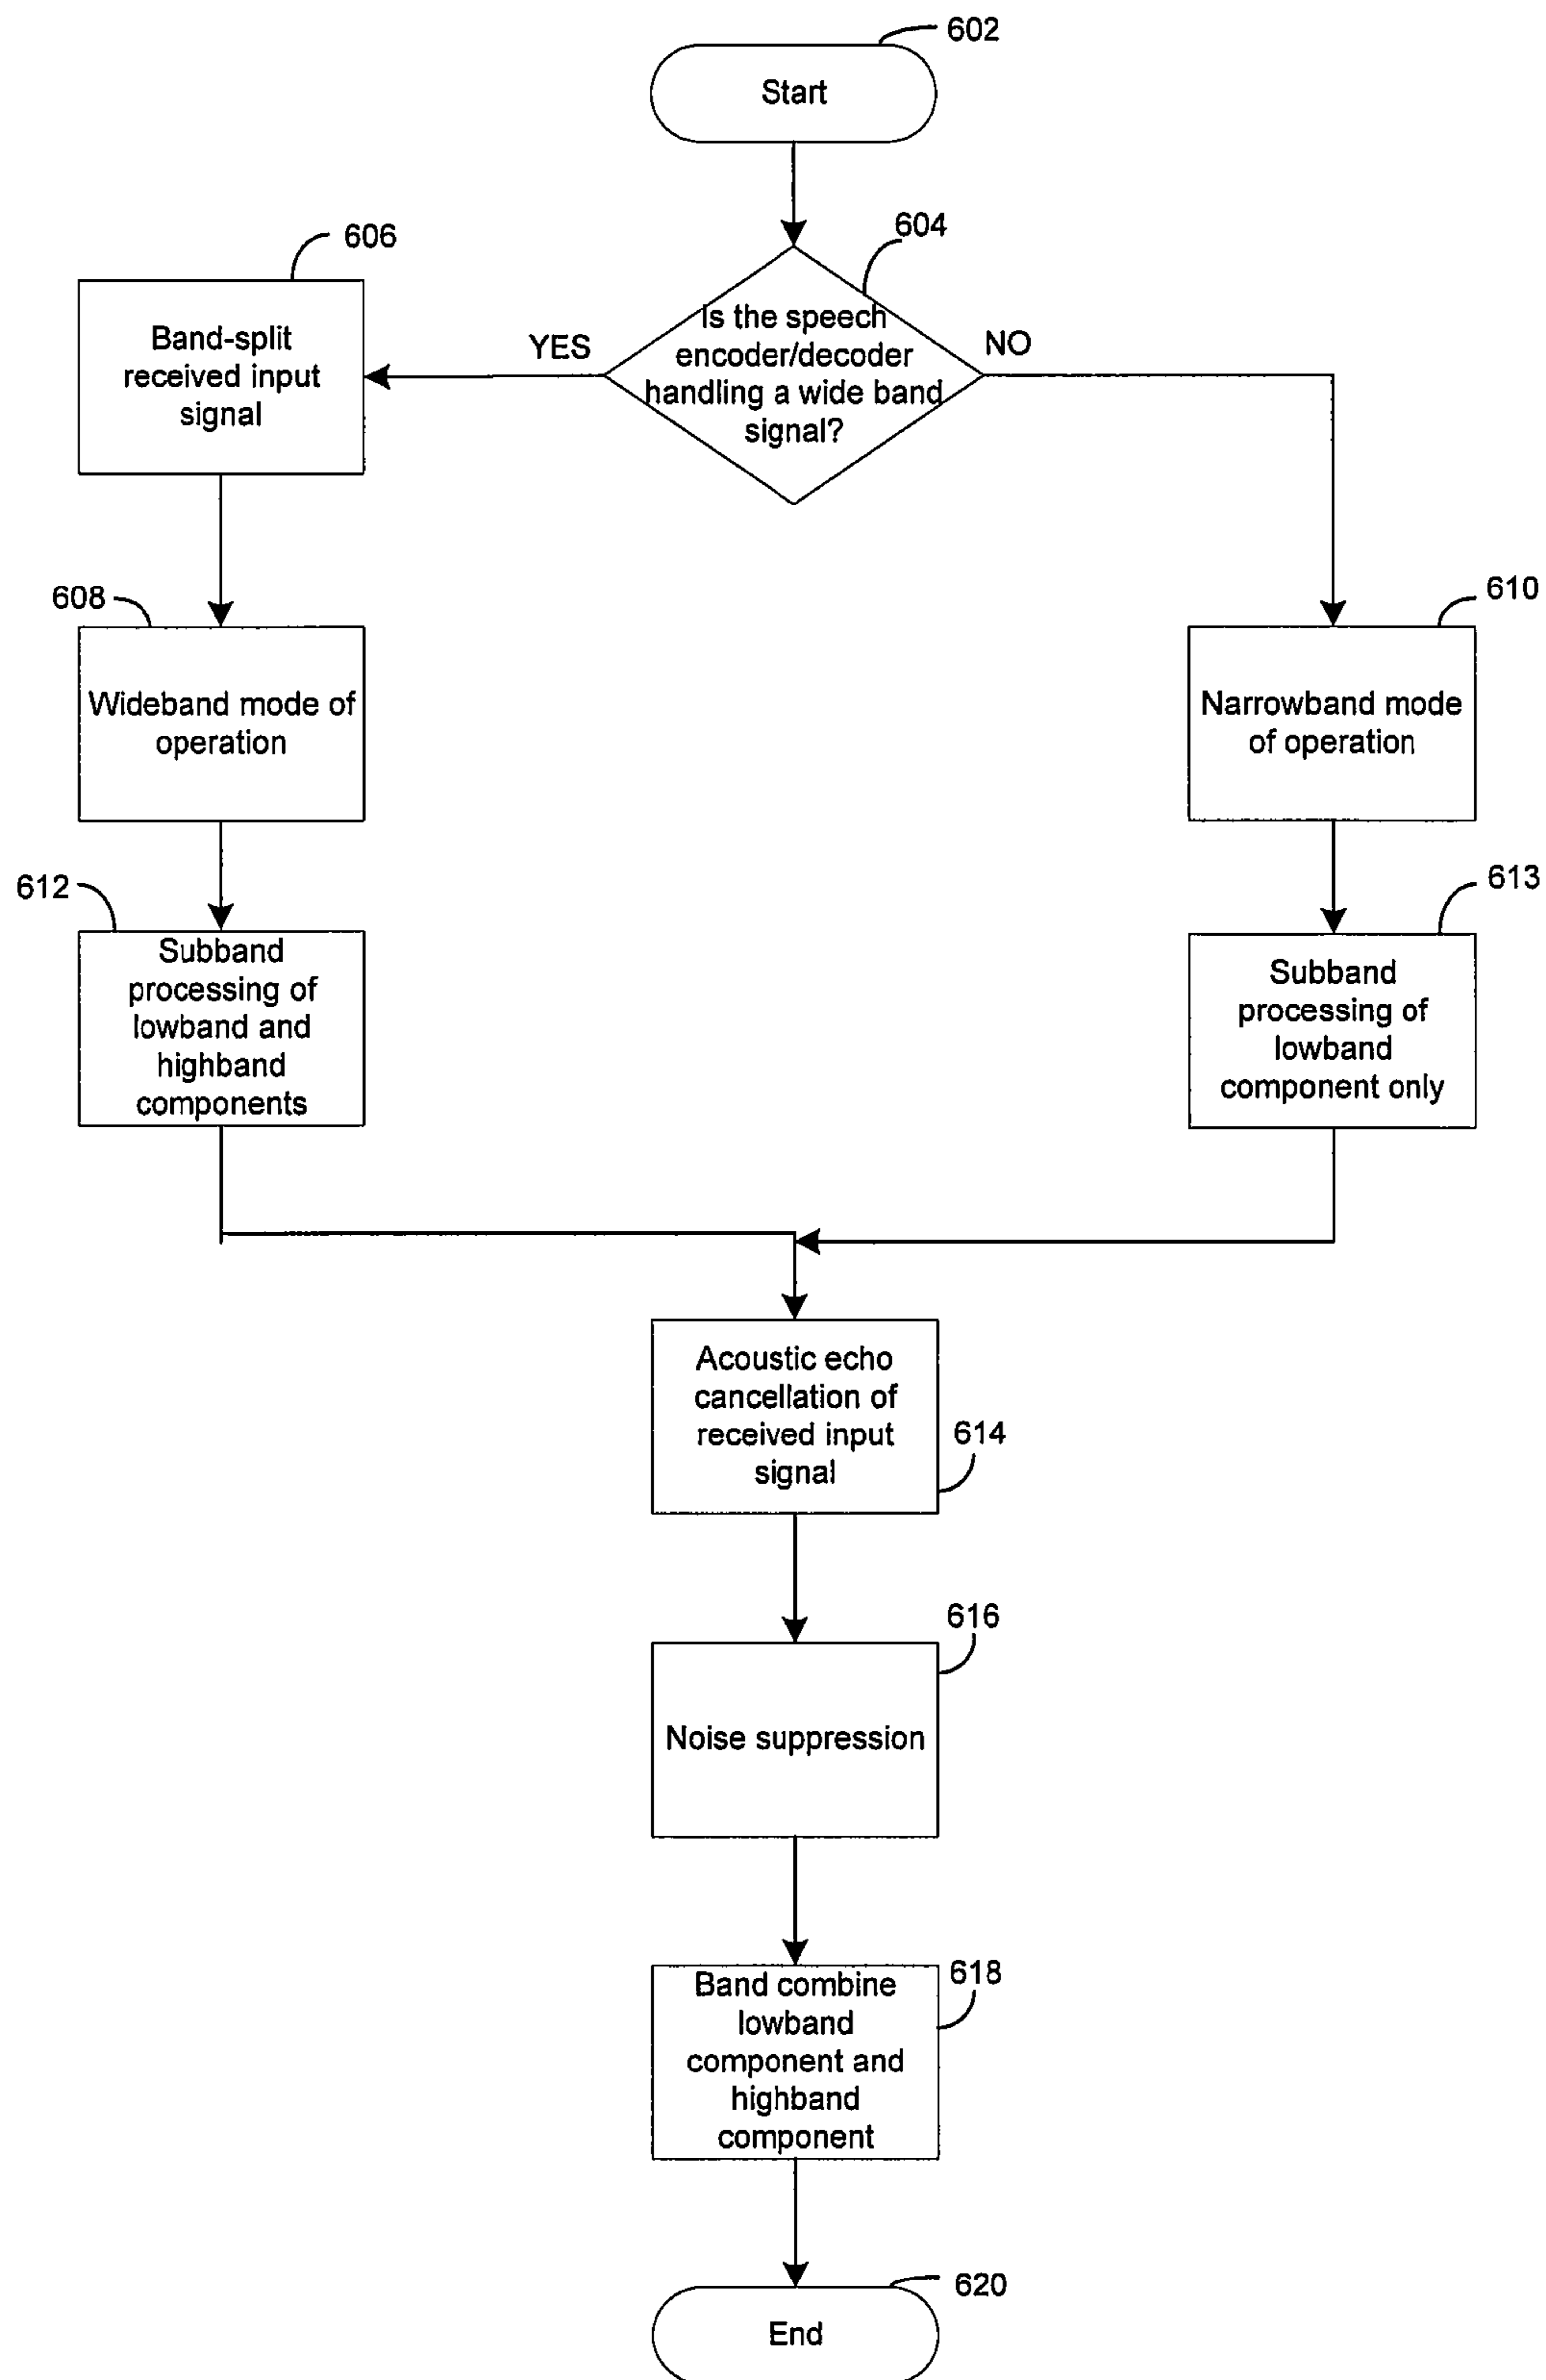 602
Start
604
606
Is the speech
encoder/decoder
handling a wide band
signal?
YES
NO
Band-split
received input
signal
608
610
Wideband mode of
operation
Narrowband mode
of operation
612
613
Subband
processing of
lowband and
highband
components
Subband
processing of
lowband
component only
Acoustic echo
cancellation of
received input
signal
614
616
Noise suppression
618
Band combine
lowband
component and
highband
component
620
End